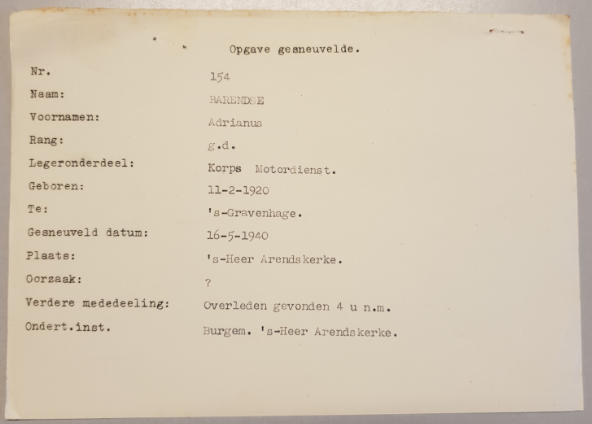 Opgave gesneuvelde.
Nr. 154
Naam: BARENDSE
Voornamen: Adrianus
Rang: g.d.
Legeronderdeel: Korps Motordienst.
Geboren: 11-2-1920
Te: 's-Gravenhage.
Gesneuveld datum: 16-5-1940
Plaats: 's-Heer Arendskerke.
Oorzaak: ?
Verdere mededeeling: Overleden gevonden 4 u n.m.
Ondert.inst. Burgem. 's-Heer Arendskerke.